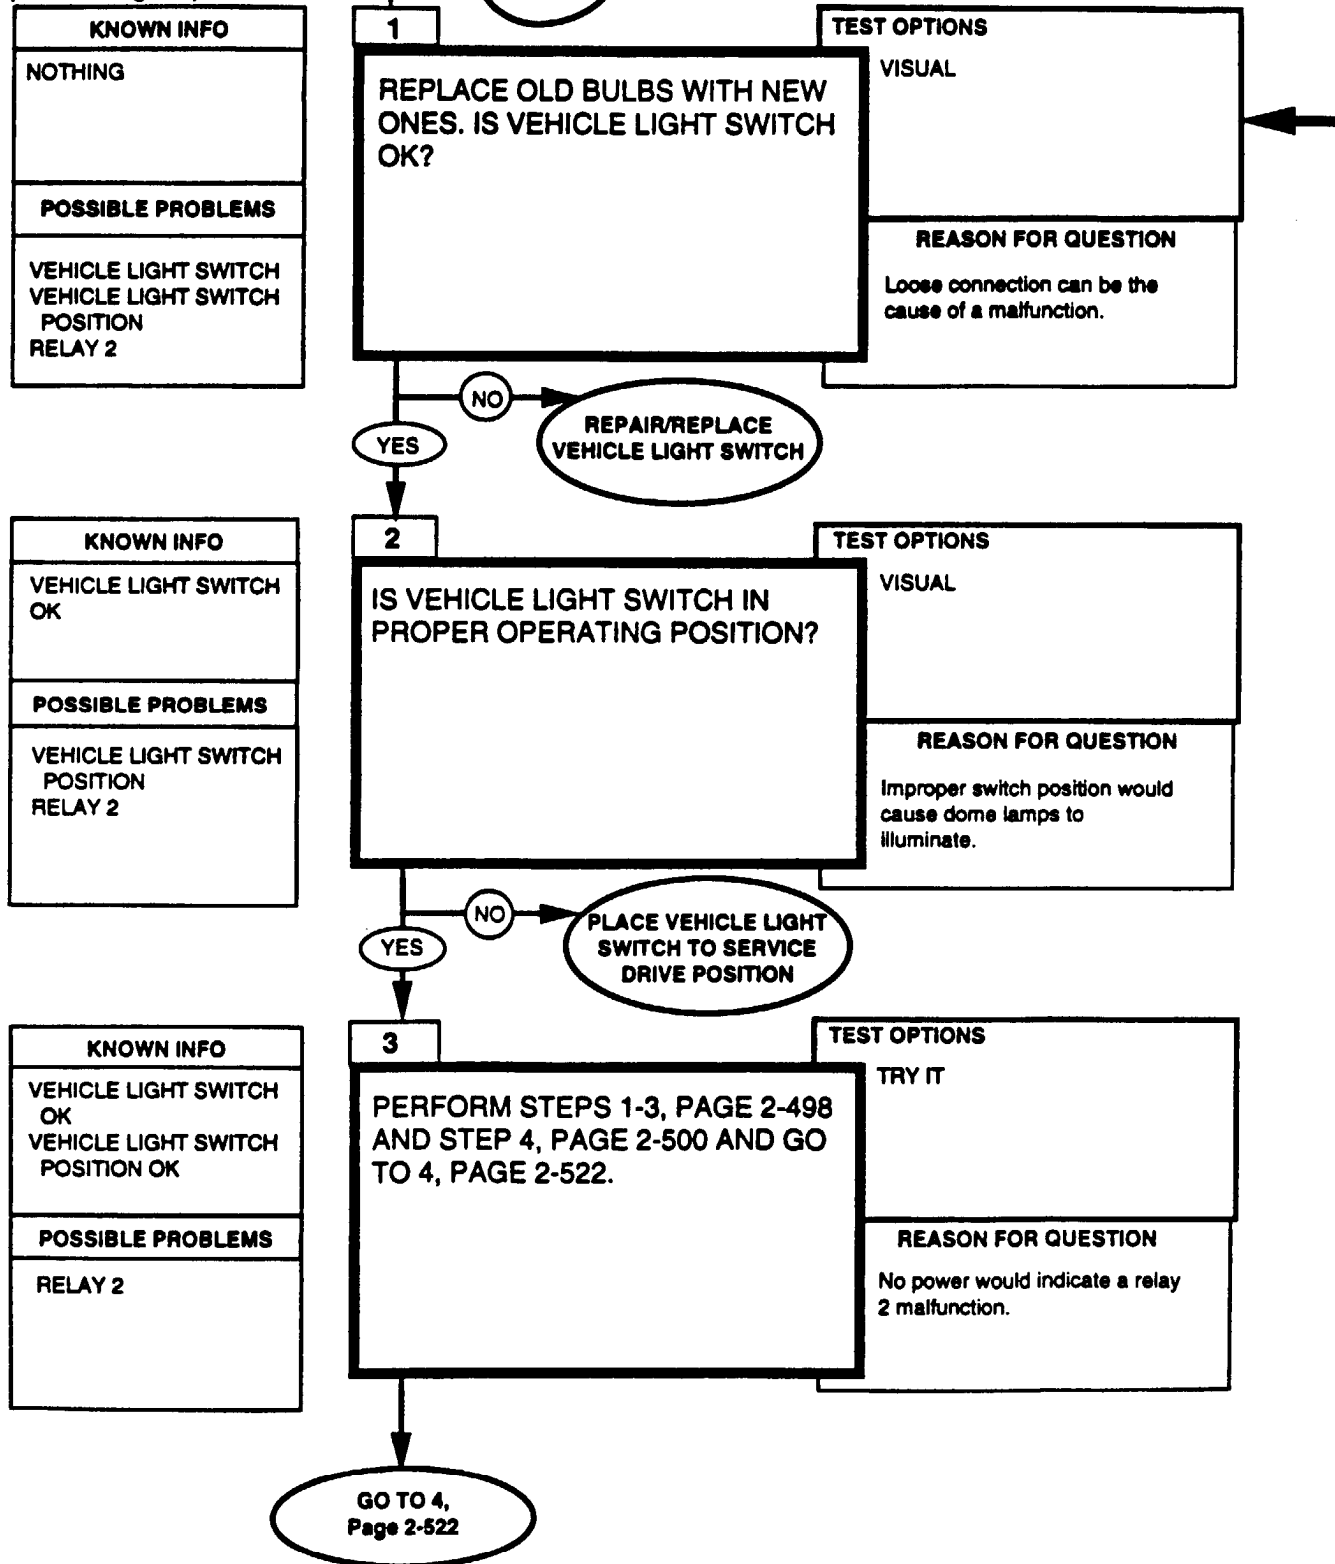 KNOWN INFO
NOTHING
POSSIBLE PROBLEMS
VEHICLE LIGHT SWITCH
VEHICLE LIGHT SWITCH
POSITION
RELAY 2
1
REPLACE OLD BULBS WITH NEW
ONES. IS VEHICLE LIGHT SWITCH
OK?
TEST OPTIONS
VISUAL
REASON FOR QUESTION
Loose connection can be the
cause of a malfunction.
NO
REPAIR/REPLACE
VEHICLE LIGHT SWITCH
YES
KNOWN INFO
VEHICLE LIGHT SWITCH
OK
POSSIBLE PROBLEMS
VEHICLE LIGHT SWITCH
POSITION
RELAY 2
2
IS VEHICLE LIGHT SWITCH IN
PROPER OPERATING POSITION?
TEST OPTIONS
VISUAL
REASON FOR QUESTION
Improper switch position would
cause dome lamps to
illuminate.
NO
PLACE VEHICLE LIGHT
SWITCH TO SERVICE
DRIVE POSITION
YES
KNOWN INFO
VEHICLE LIGHT SWITCH
OK
VEHICLE LIGHT SWITCH
POSITION OK
POSSIBLE PROBLEMS
RELAY 2
3
PERFORM STEPS 1-3, PAGE 2-498
AND STEP 4, PAGE 2-500 AND GO
TO 4, PAGE 2-522.
TEST OPTIONS
TRY IT
REASON FOR QUESTION
No power would indicate a relay
2 malfunction.
GO TO 4,
Page 2-522